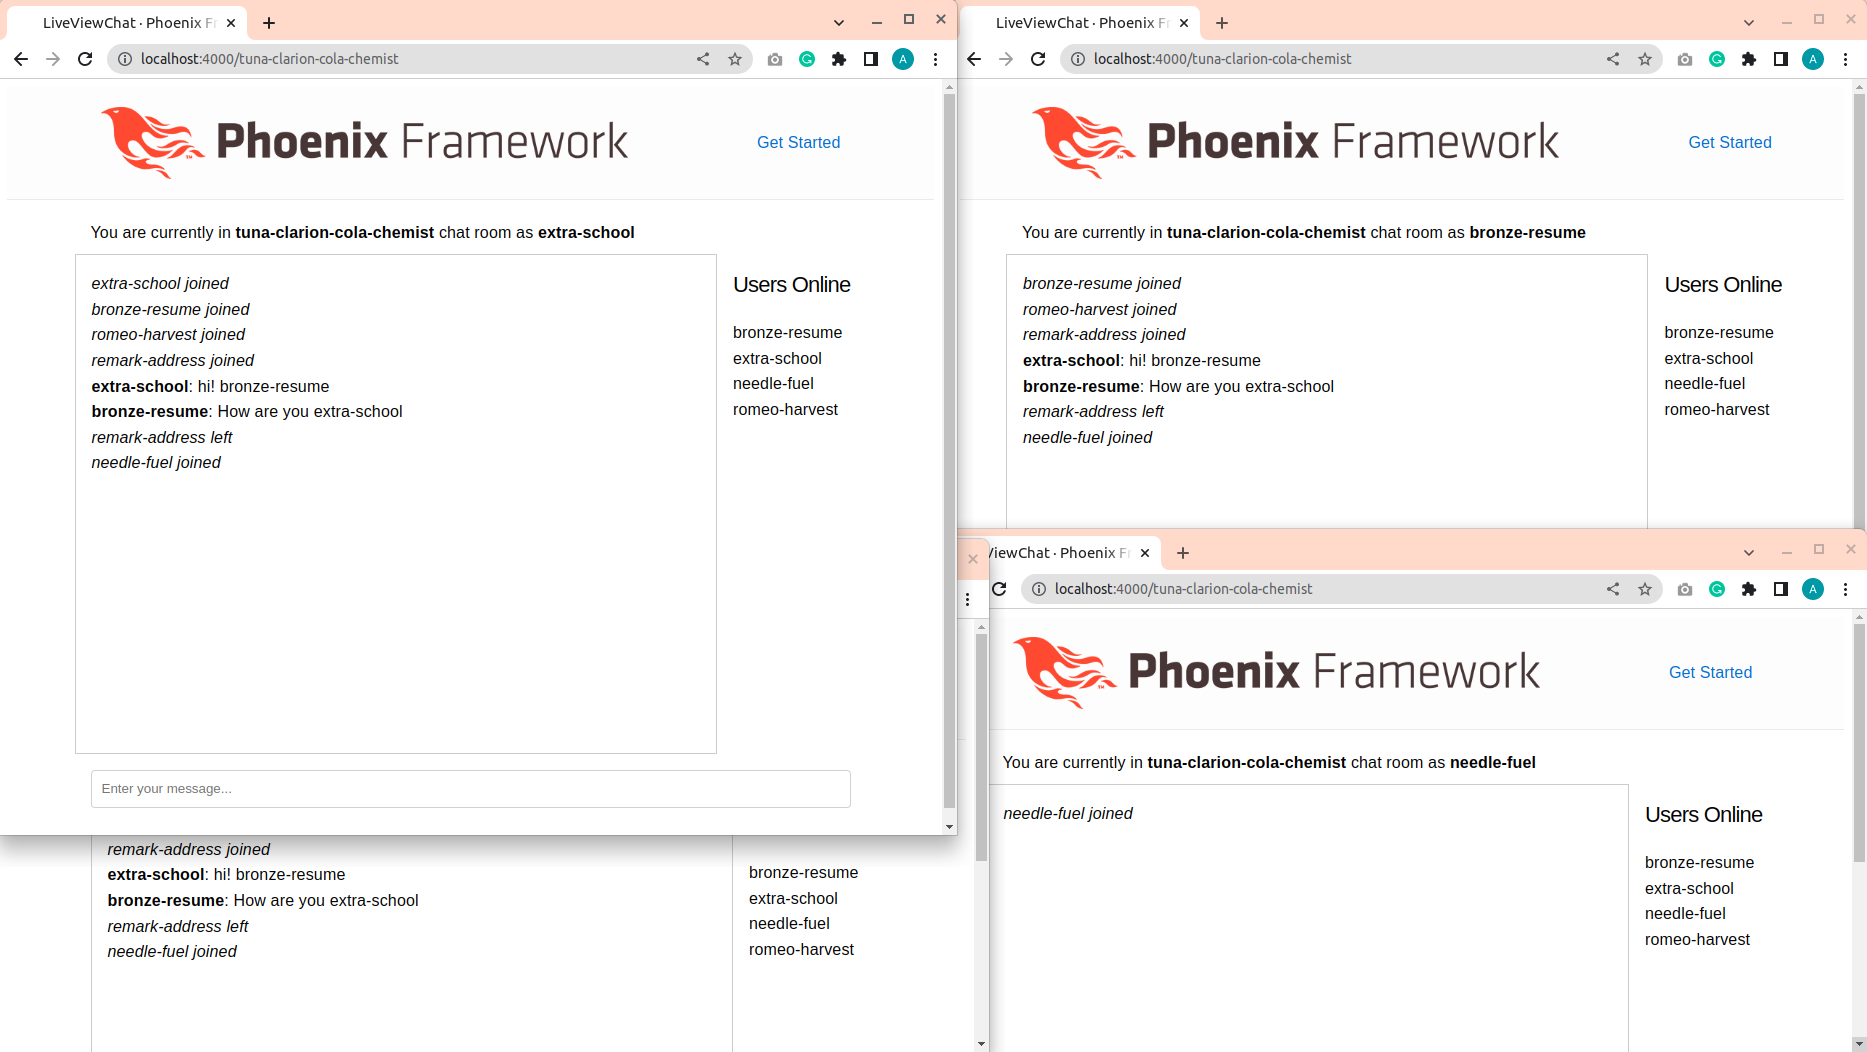 LiveViewChat · Phoenix Fr
localhost:4000/tuna-clarion-cola-chemist
A
Phoenix Framework
TM
Get Started
You are currently in tuna-clarion-cola-chemist chat room as extra-school
extra-school joined
bronze-resume joined
romeo-harvest joined
remark-address joined
extra-school: hi! bronze-resume
bronze-resume: How are you extra-school
remark-address left
needle-fuel joined
Users Online
bronze-resume
extra-school
needle-fuel
romeo-harvest
Enter your message...
LiveViewChat · Phoenix Fr
localhost:4000/tuna-clarion-cola-chemist
A
Phoenix Framework
TM
Get Started
You are currently in tuna-clarion-cola-chemist chat room as bronze-resume
bronze-resume joined
romeo-harvest joined
remark-address joined
extra-school: hi! bronze-resume
bronze-resume: How are you extra-school
remark-address left
needle-fuel joined
Users Online
bronze-resume
extra-school
needle-fuel
romeo-harvest
remark-address joined
extra-school: hi! bronze-resume
bronze-resume: How are you extra-school
remark-address left
needle-fuel joined
bronze-resume
extra-school
needle-fuel
romeo-harvest
ViewChat · Phoenix Fr
localhost:4000/tuna-clarion-cola-chemist
A
Phoenix Framework
TM
Get Started
You are currently in tuna-clarion-cola-chemist chat room as needle-fuel
needle-fuel joined
Users Online
bronze-resume
extra-school
needle-fuel
romeo-harvest